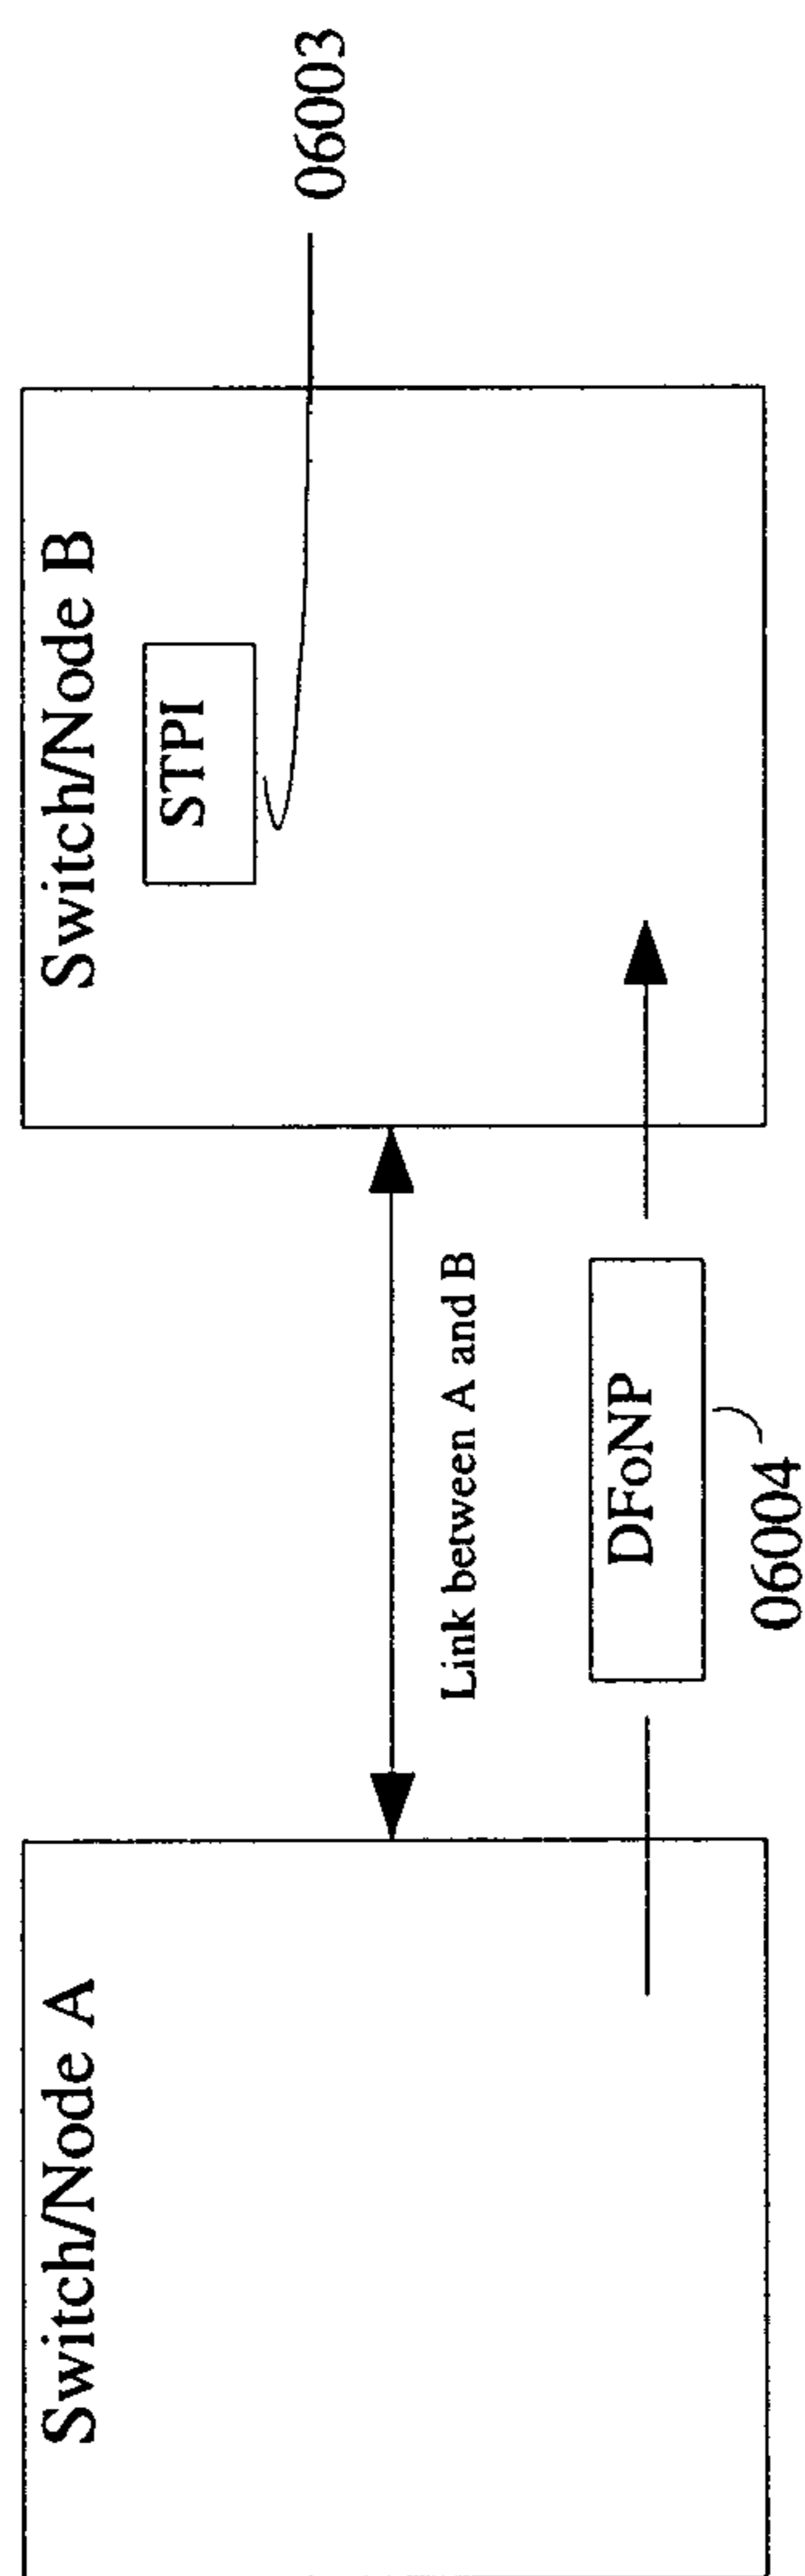 Switch/Node A
Switch/Node B
STPI
06003
Link between A and B
DFoNP
06004